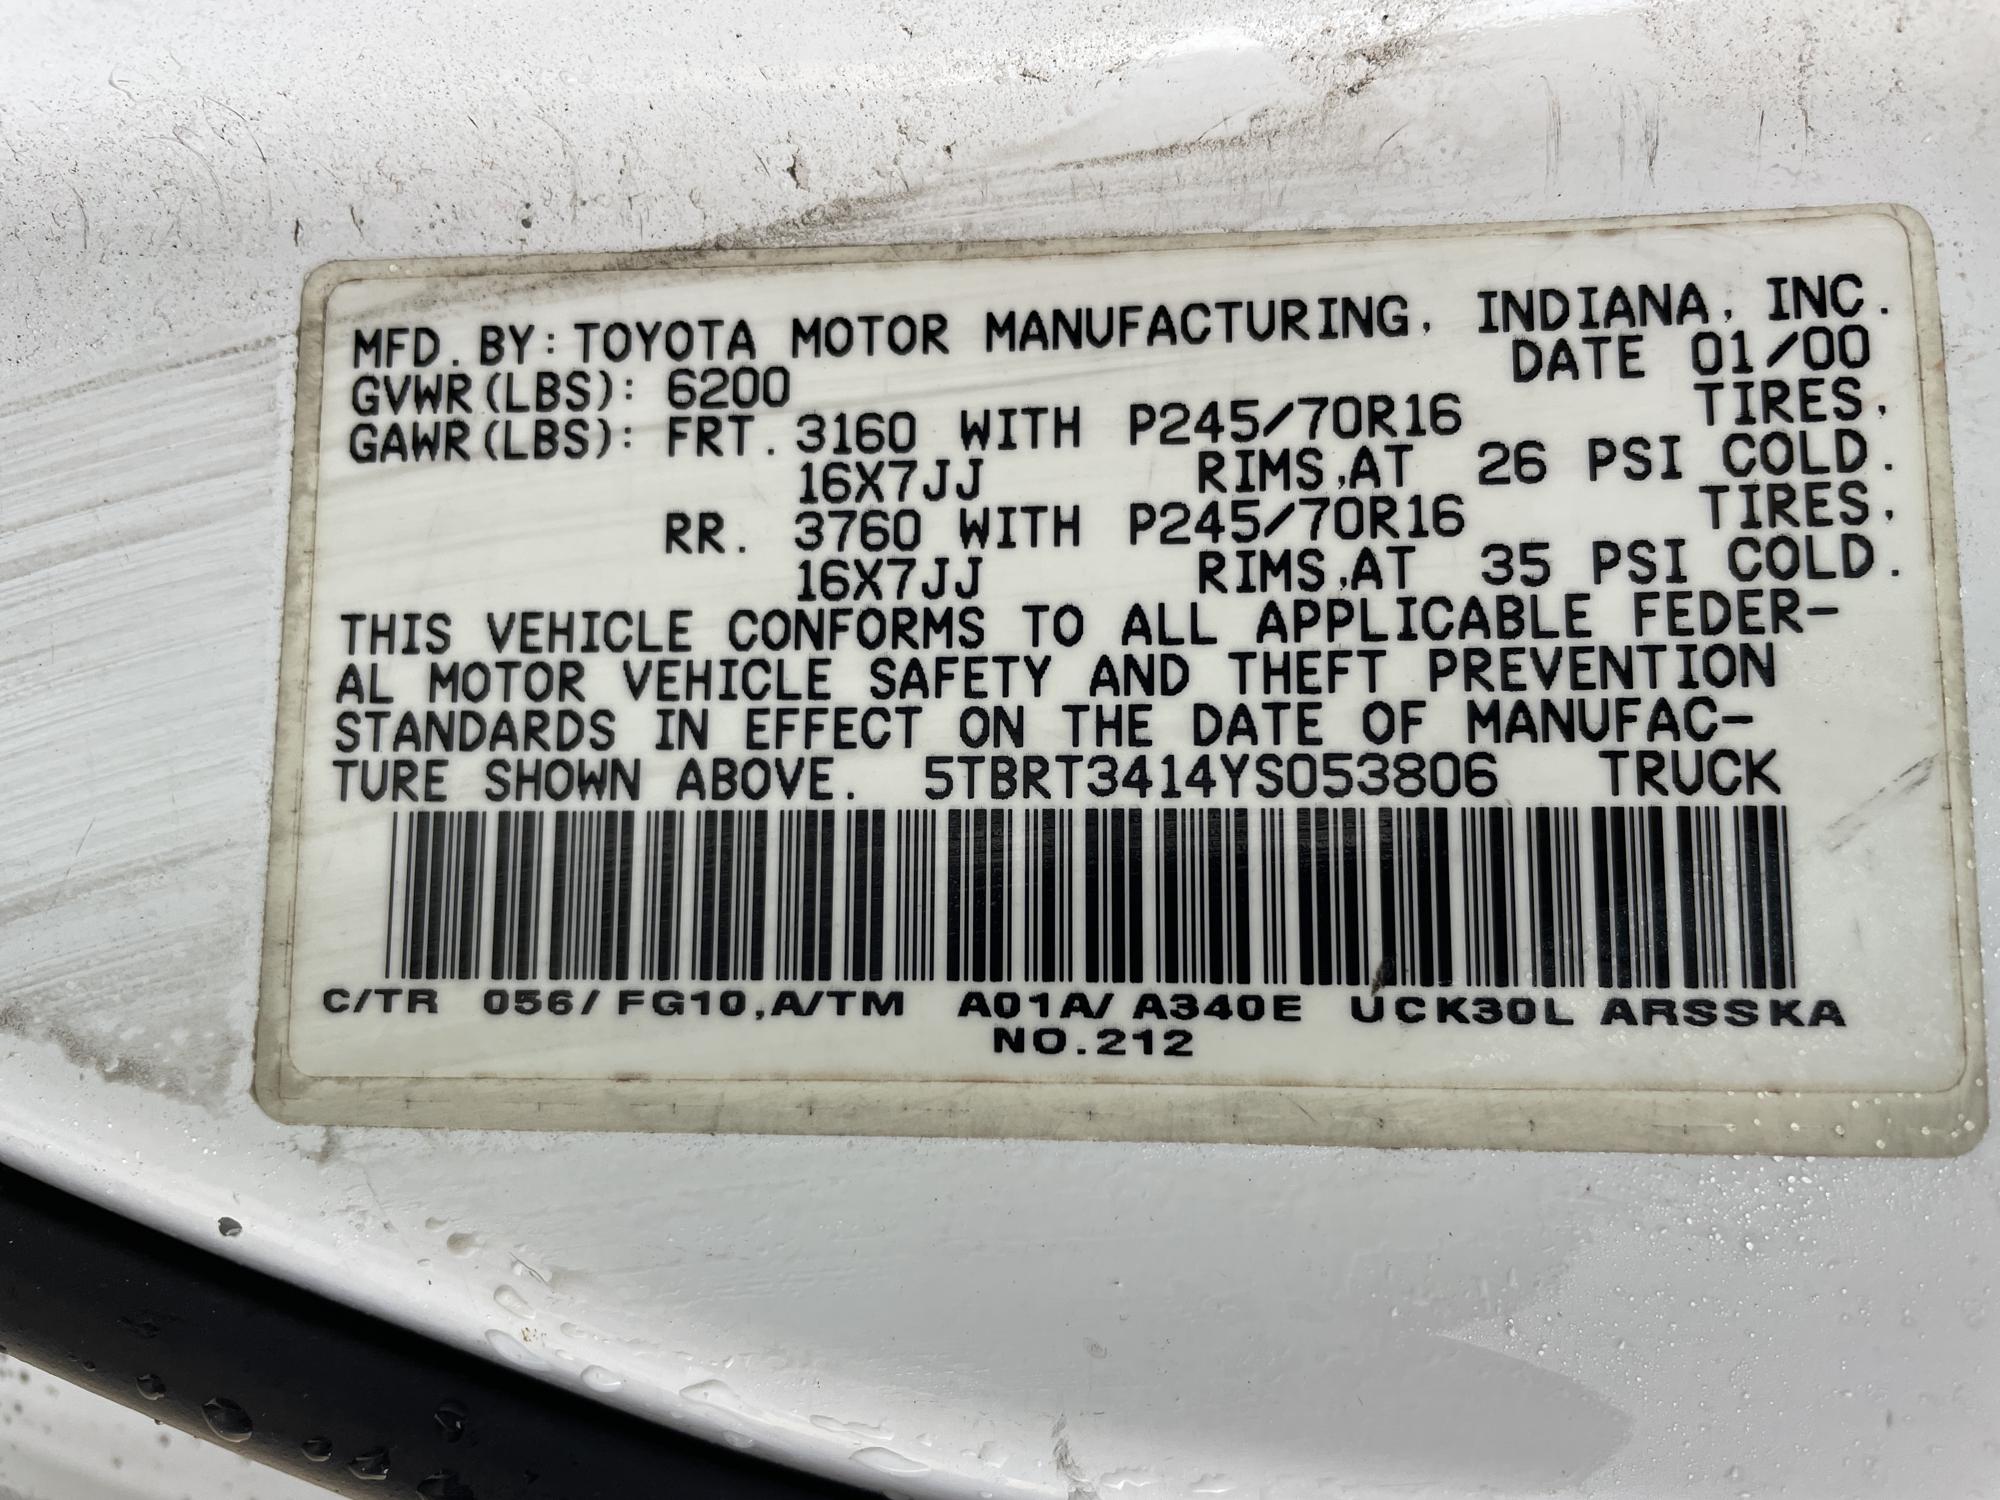 MFD. BY: TOYOTA MOTOR MANUFACTURING, INDIANA, INC.
DATE 01/00
GVWR(LBS): 6200
GAWR(LBS): FRT. 3160 WITH P245/70R16 TIRES,
16X7JJ RIMS,AT 26 PSI COLD.
RR. 3760 WITH P245/70R16 TIRES,
16X7JJ RIMS,AT 35 PSI COLD.
THIS VEHICLE CONFORMS TO ALL APPLICABLE FEDER-
AL MOTOR VEHICLE SAFETY AND THEFT PREVENTION
STANDARDS IN EFFECT ON THE DATE OF MANUFAC-
TURE SHOWN ABOVE. 5TBRT3414YS053806 TRUCK
C/TR 056/FG10,A/TM A01A/A340E UCK30L ARSSKA
NO.212